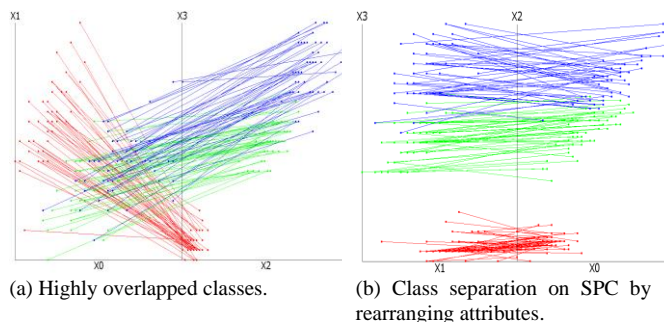 X1 X3
X0 X2
(a) Highly overlapped classes.
X3 X2
X1 X0
(b) Class separation on SPC by
rearranging attributes.